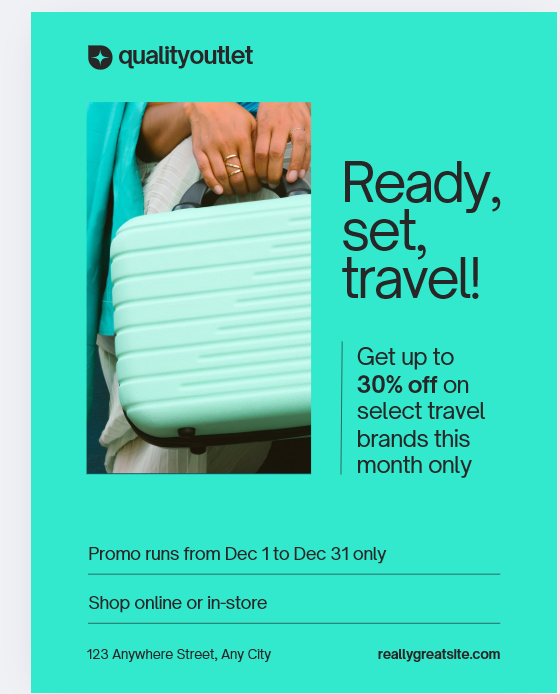 qualityoutlet
Ready,
set,
travel!
Get up to
30% off on
select travel
brands this
month only
Promo runs from Dec 1 to Dec 31 only
Shop online or in-store
123 Anywhere Street, Any City
reallygreatsite.com